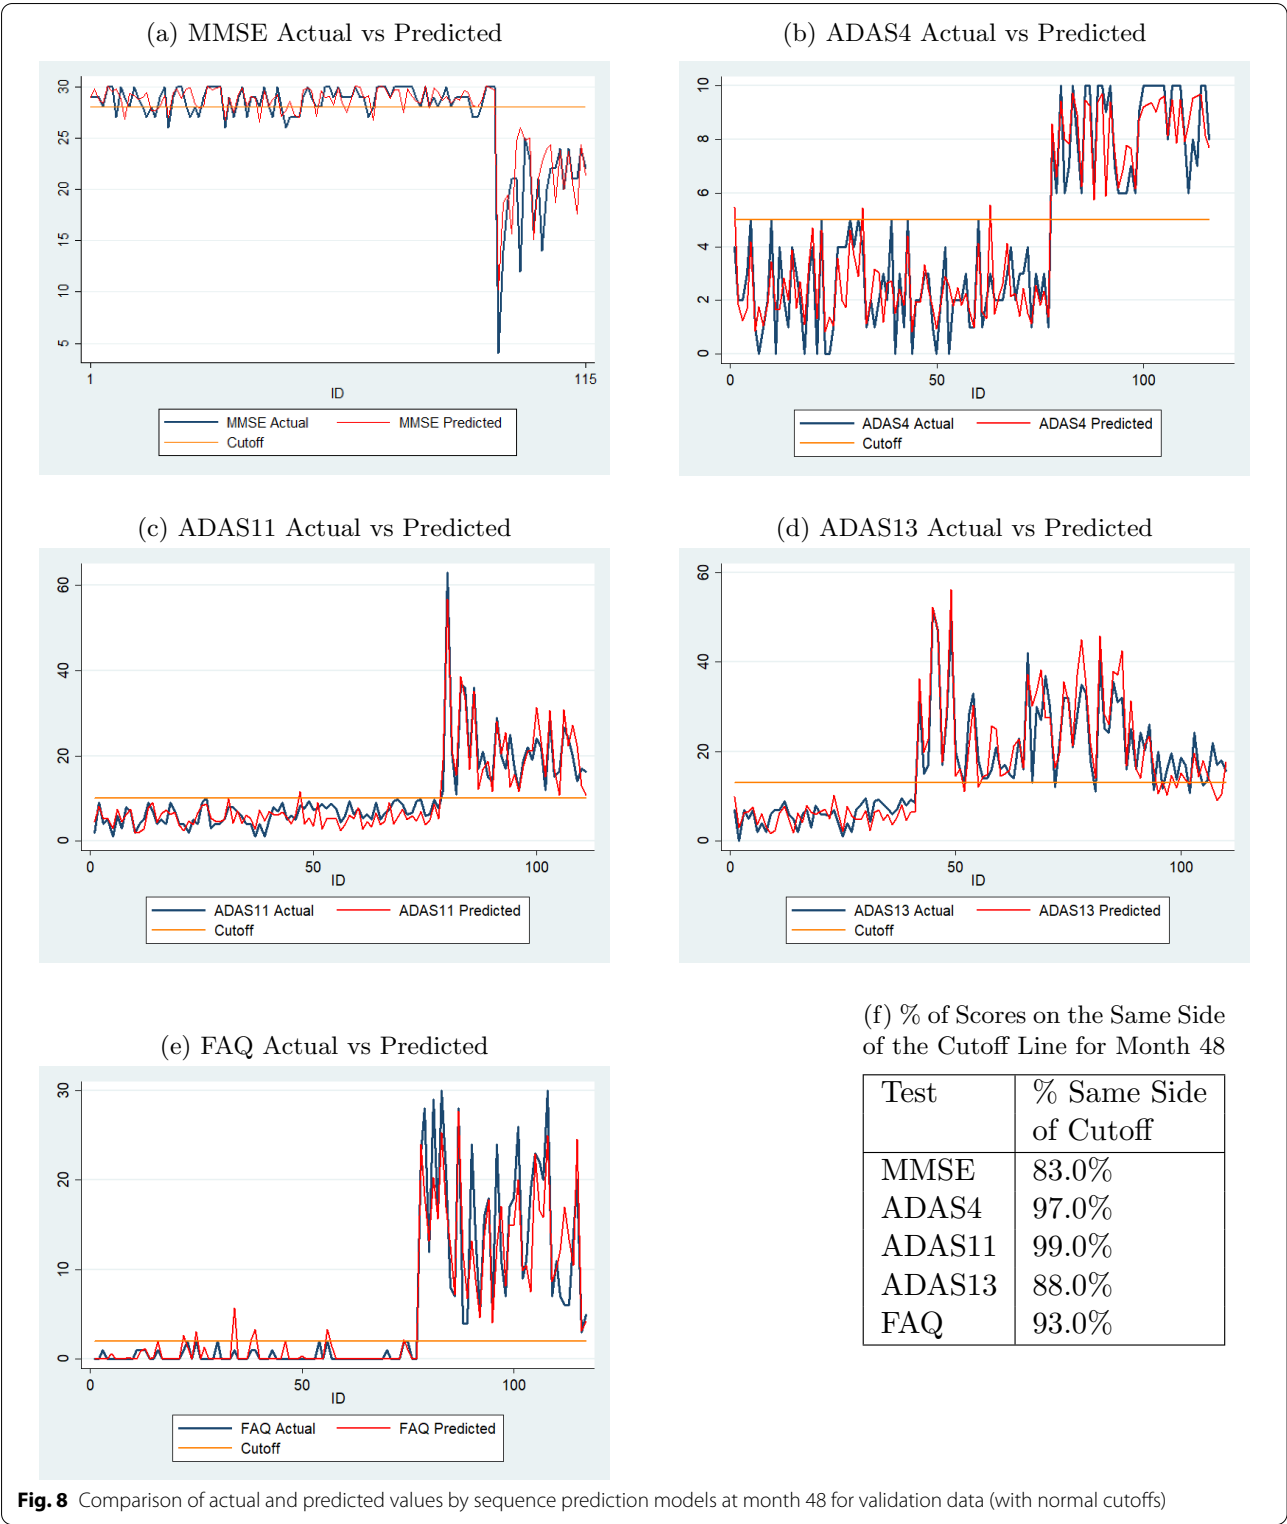 (a) MMSE Actual vs Predicted
30
25
20
15
10
5
1
115
ID
MMSE Actual
MMSE Predicted
Cutoff
(b) ADAS4 Actual vs Predicted
10
8
6
4
2
0
0
50
100
ID
ADAS4 Actual
ADAS4 Predicted
Cutoff
(c) ADAS11 Actual vs Predicted
60
40
20
0
0
50
100
ID
ADAS11 Actual
ADAS11 Predicted
Cutoff
(d) ADAS13 Actual vs Predicted
60
40
20
0
0
50
100
ID
ADAS13 Actual
ADAS13 Predicted
Cutoff
(e) FAQ Actual vs Predicted
30
20
10
0
0
50
100
ID
FAQ Actual
FAQ Predicted
Cutoff
(f) % of Scores on the Same Side
of the Cutoff Line for Month 48
Test % Same Side
of Cutoff
MMSE 83.0%
ADAS4 97.0%
ADAS11 99.0%
ADAS13 88.0%
FAQ 93.0%
Fig. 8 Comparison of actual and predicted values by sequence prediction models at month 48 for validation data (with normal cutoffs)